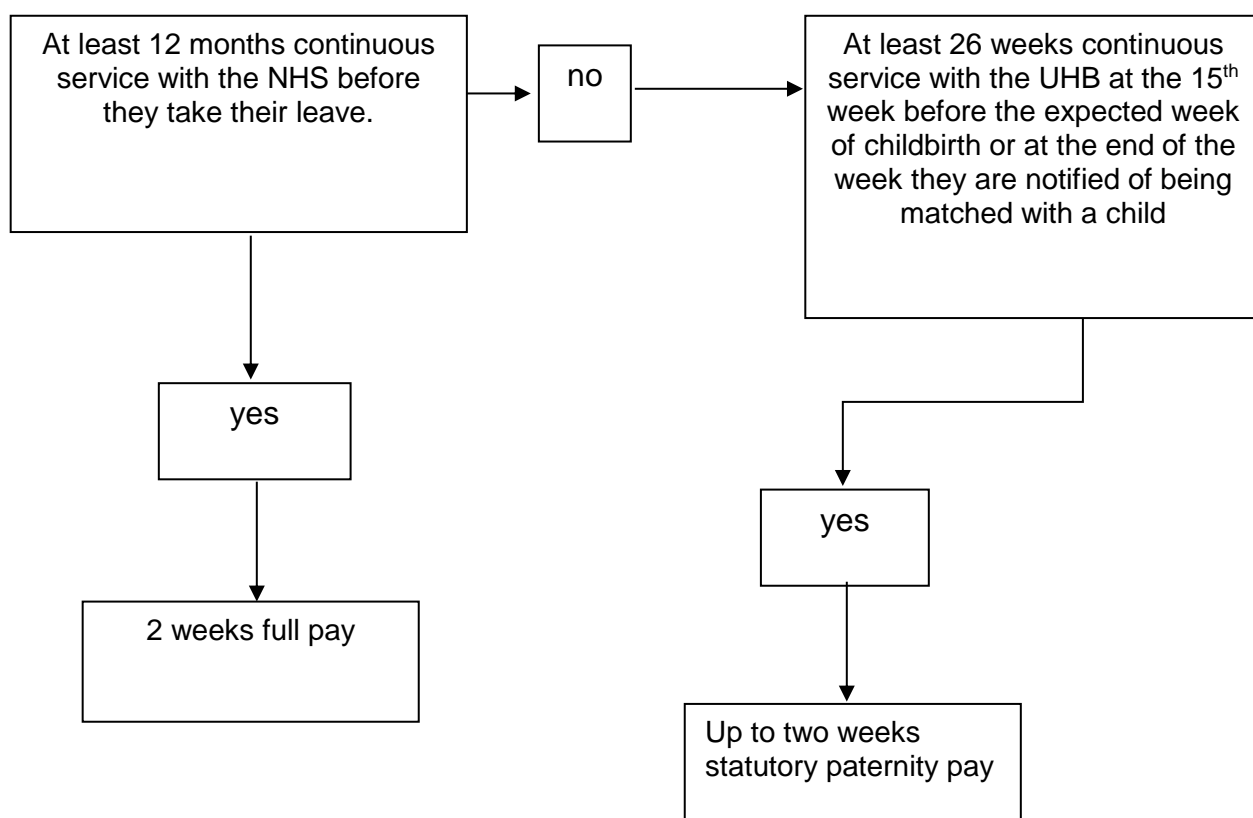 At least 12 months continuous
service with the NHS before
they take their leave.
no
At least 26 weeks continuous
service with the UHB at the 15th
week before the expected week
of childbirth or at the end of the
week they are notified of being
matched with a child
yes
yes
2 weeks full pay
Up to two weeks
statutory paternity pay